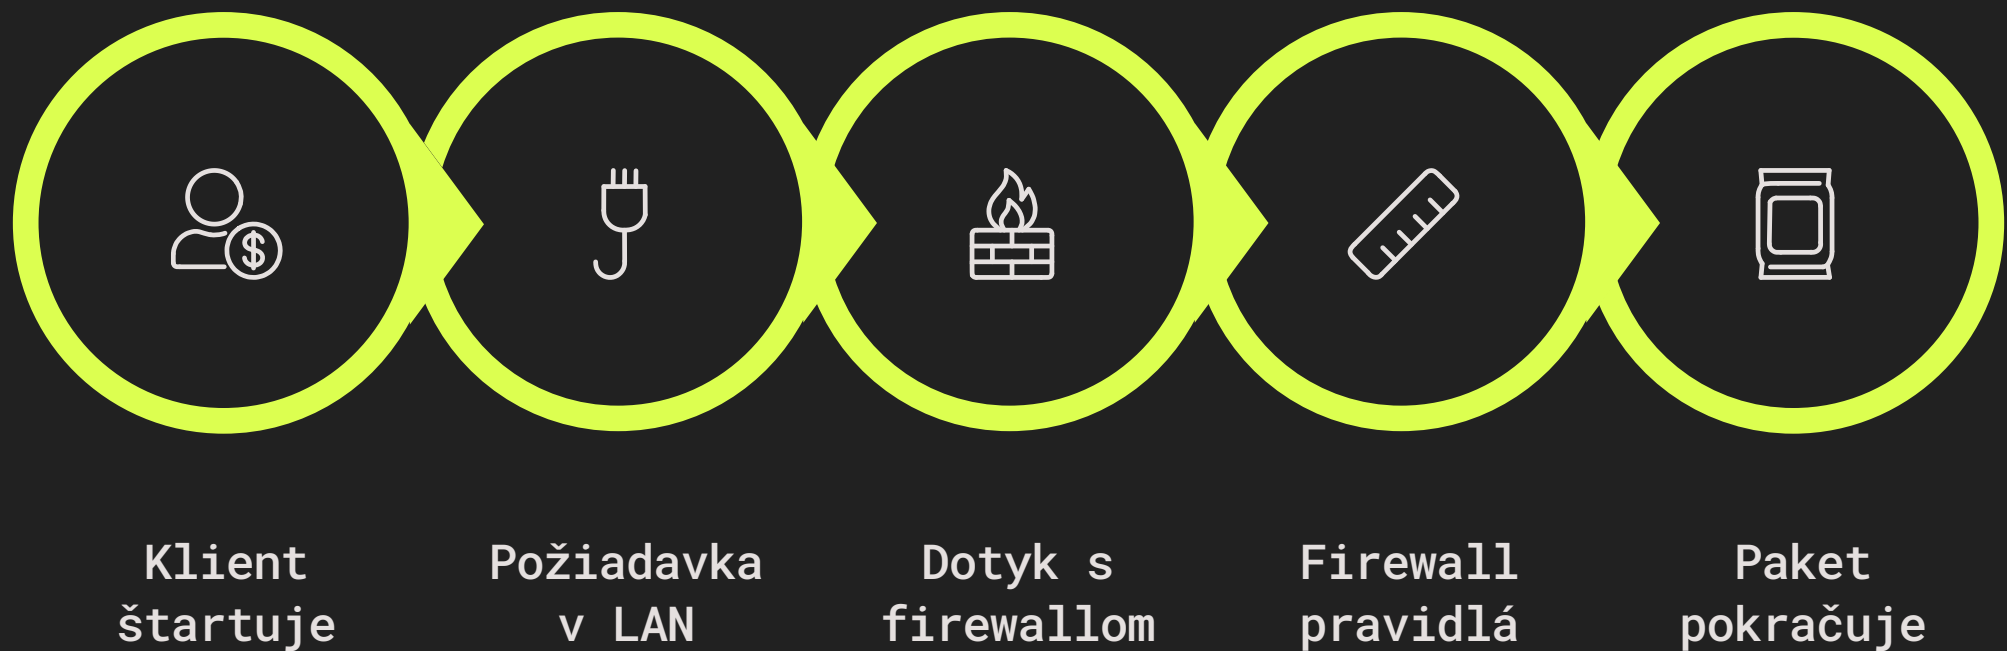 $
Klient
štartuje
Požiadavka
v LAN
Dotyk s
firewallom
Firewall
pravidlá
Paket
pokračuje